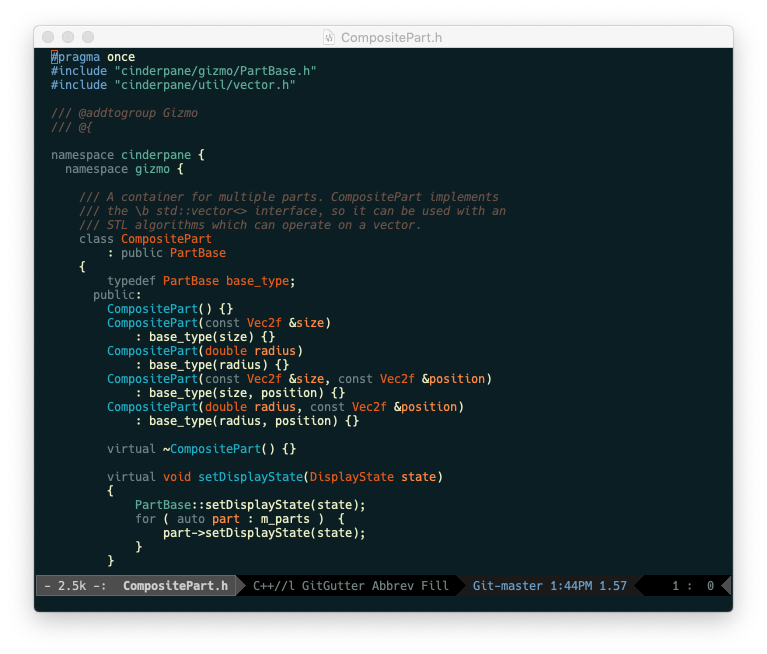 CompositePart.h
#pragma once
#include "cinderpane/gizmo/PartBase.h"
#include "cinderpane/util/vector.h"

/// @addtogroup Gizmo
/// @{

namespace cinderpane {
  namespace gizmo {

    /// A container for multiple parts. CompositePart implements
    /// the \b std::vector<> interface, so it can be used with an
    /// STL algorithms which can operate on a vector.
    class CompositePart
        : public PartBase
    {
        typedef PartBase base_type;
      public:
        CompositePart() {}
        CompositePart(const Vec2f &size)
            : base_type(size) {}
        CompositePart(double radius)
            : base_type(radius) {}
        CompositePart(const Vec2f &size, const Vec2f &position)
            : base_type(size, position) {}
        CompositePart(double radius, const Vec2f &position)
            : base_type(radius, position) {}

        virtual ~CompositePart() {}

        virtual void setDisplayState(DisplayState state)
        {
            PartBase::setDisplayState(state);
            for ( auto part : m_parts )  {
                part->setDisplayState(state);
            }
        }
- 2.5k -:  CompositePart.h  C++//l GitGutter Abbrev Fill  Git-master 1:44PM 1.57  1 :  0